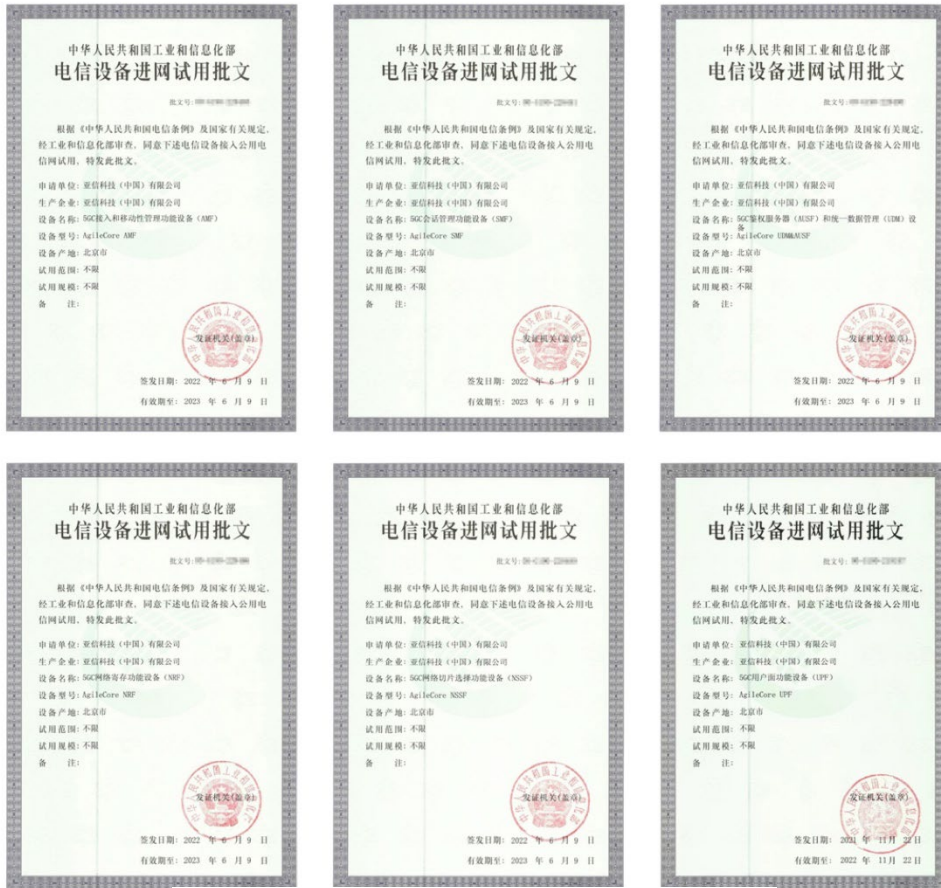 中华人民共和国工业和信息化部
电信设备进网试用批文
批文号:
根据《中华人民共和国电信条例》及国家有关规定,
经工业和信息化部审查, 同意下述电信设备接入公用电
信网试用, 特发此批文。
申请单位: 亚信科技（中国）有限公司
生产企业: 亚信科技（中国）有限公司
设备名称: 5GC接入和移动性管理功能设备（AMF）
设备型号: AgileCore AMF
设备产地: 北京市
试用范围: 不限
试用规模: 不限
备 注:
发证机关(盖章)
签发日期: 2022 年 6 月 9 日
有效期至: 2023 年 6 月 9 日
中华人民共和国工业和信息化部
电信设备进网试用批文
批文号:
根据《中华人民共和国电信条例》及国家有关规定,
经工业和信息化部审查, 同意下述电信设备接入公用电
信网试用, 特发此批文。
申请单位: 亚信科技（中国）有限公司
生产企业: 亚信科技（中国）有限公司
设备名称: 5GC会话管理功能设备（SMF）
设备型号: AgileCore SMF
设备产地: 北京市
试用范围: 不限
试用规模: 不限
备 注:
发证机关(盖章)
签发日期: 2022 年 6 月 9 日
有效期至: 2023 年 6 月 9 日
中华人民共和国工业和信息化部
电信设备进网试用批文
批文号:
根据《中华人民共和国电信条例》及国家有关规定,
经工业和信息化部审查, 同意下述电信设备接入公用电
信网试用, 特发此批文。
申请单位: 亚信科技（中国）有限公司
生产企业: 亚信科技（中国）有限公司
设备名称: 5GC鉴权服务器（AUSF）和统一数据管理（UDM）设
备
设备型号: AgileCore UDM&AUSF
设备产地: 北京市
试用范围: 不限
试用规模: 不限
备 注:
发证机关(盖章)
签发日期: 2022 年 6 月 9 日
有效期至: 2023 年 6 月 9 日
中华人民共和国工业和信息化部
电信设备进网试用批文
批文号:
根据《中华人民共和国电信条例》及国家有关规定,
经工业和信息化部审查, 同意下述电信设备接入公用电
信网试用, 特发此批文。
申请单位: 亚信科技（中国）有限公司
生产企业: 亚信科技（中国）有限公司
设备名称: 5GC网络寄存功能设备（NRF）
设备型号: AgileCore NRF
设备产地: 北京市
试用范围: 不限
试用规模: 不限
备 注:
发证机关(盖章)
签发日期: 2022 年 6 月 9 日
有效期至: 2023 年 6 月 9 日
中华人民共和国工业和信息化部
电信设备进网试用批文
批文号:
根据《中华人民共和国电信条例》及国家有关规定,
经工业和信息化部审查, 同意下述电信设备接入公用电
信网试用, 特发此批文。
申请单位: 亚信科技（中国）有限公司
生产企业: 亚信科技（中国）有限公司
设备名称: 5GC网络切片选择功能设备（NSSF）
设备型号: AgileCore NSSF
设备产地: 北京市
试用范围: 不限
试用规模: 不限
备 注:
发证机关(盖章)
签发日期: 2022 年 6 月 9 日
有效期至: 2023 年 6 月 9 日
中华人民共和国工业和信息化部
电信设备进网试用批文
批文号:
根据《中华人民共和国电信条例》及国家有关规定,
经工业和信息化部审查, 同意下述电信设备接入公用电
信网试用, 特发此批文。
申请单位: 亚信科技（中国）有限公司
生产企业: 亚信科技（中国）有限公司
设备名称: 5GC用户面功能设备（UPF）
设备型号: AgileCore UPF
设备产地: 北京市
试用范围: 不限
试用规模: 不限
备 注:
发证机关(盖章)
签发日期: 2021 年 11月 22日
有效期至: 2022 年 11月 22日